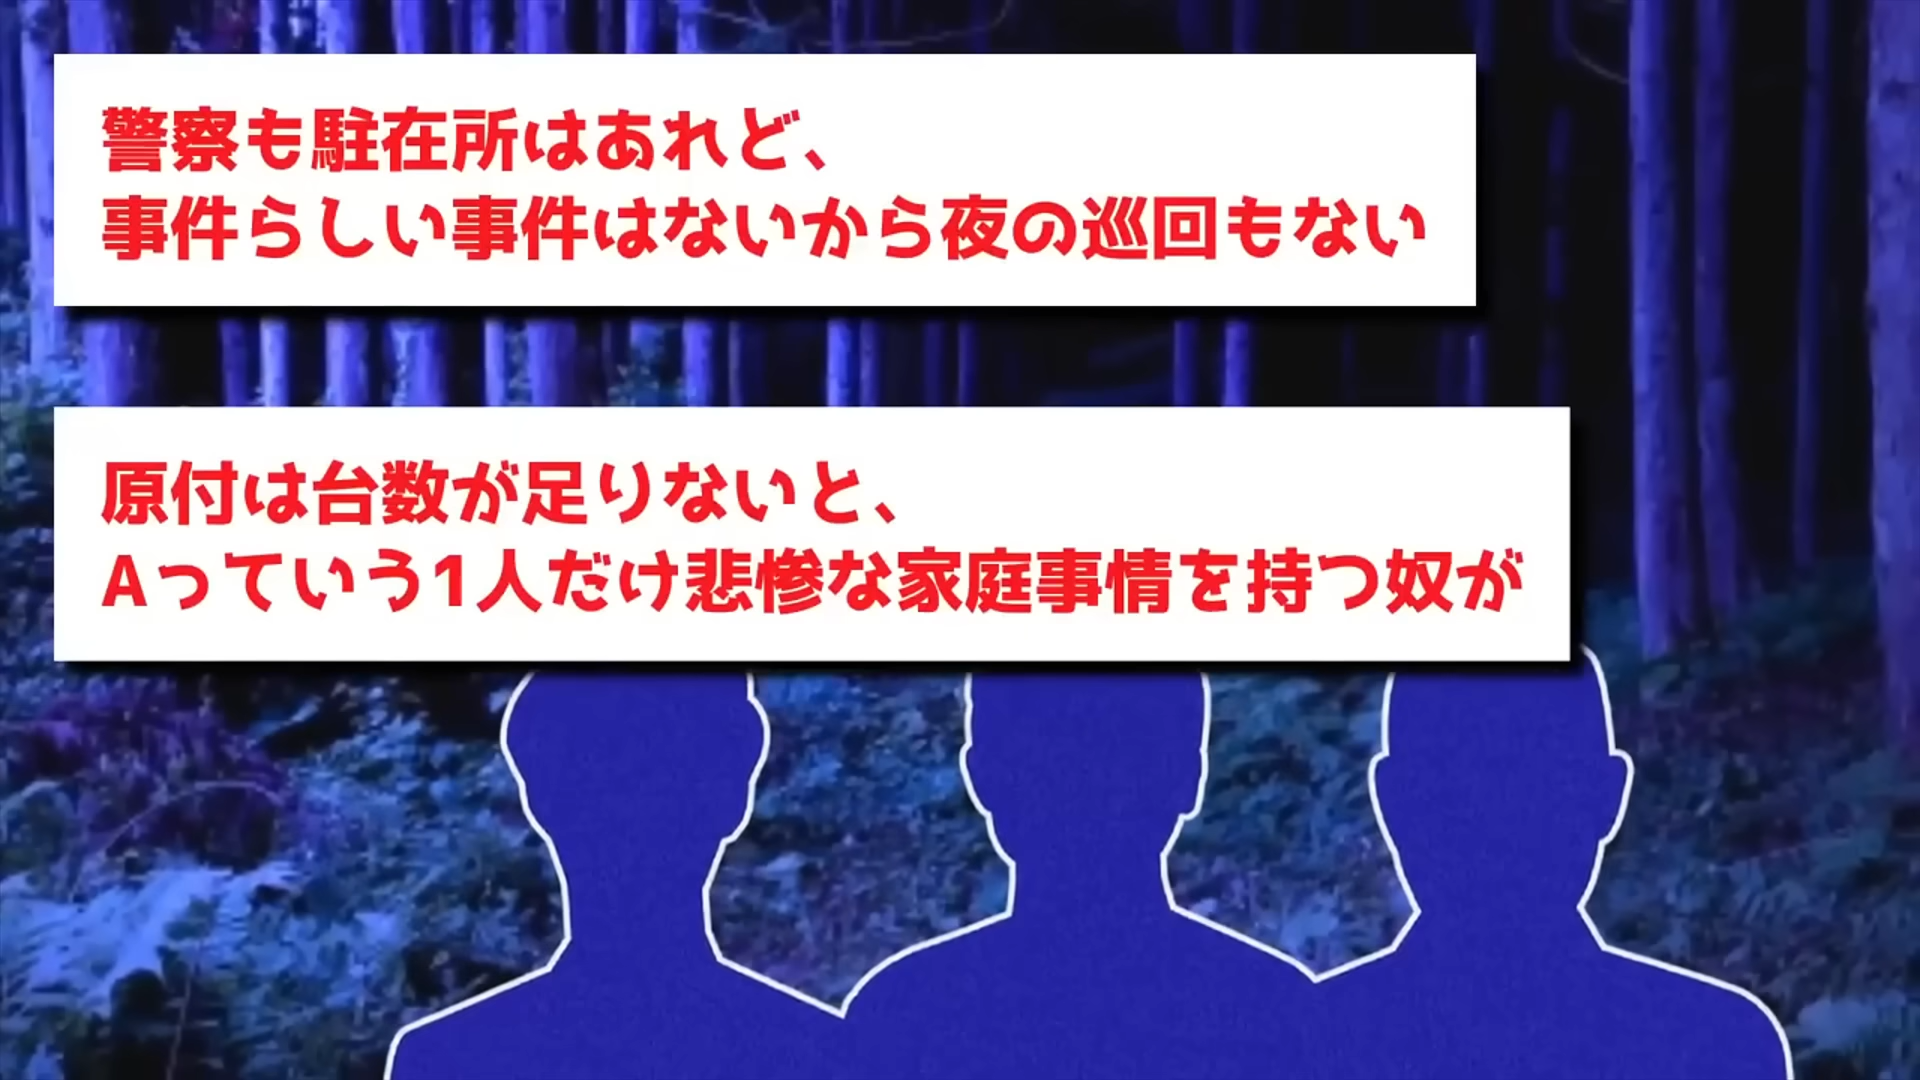 警察も駐在所はあれど、
事件らしい事件はないから夜の巡回もない
原付は台数が足りないと、
Aっていう1人だけ悲惨な家庭事情を持つ奴が